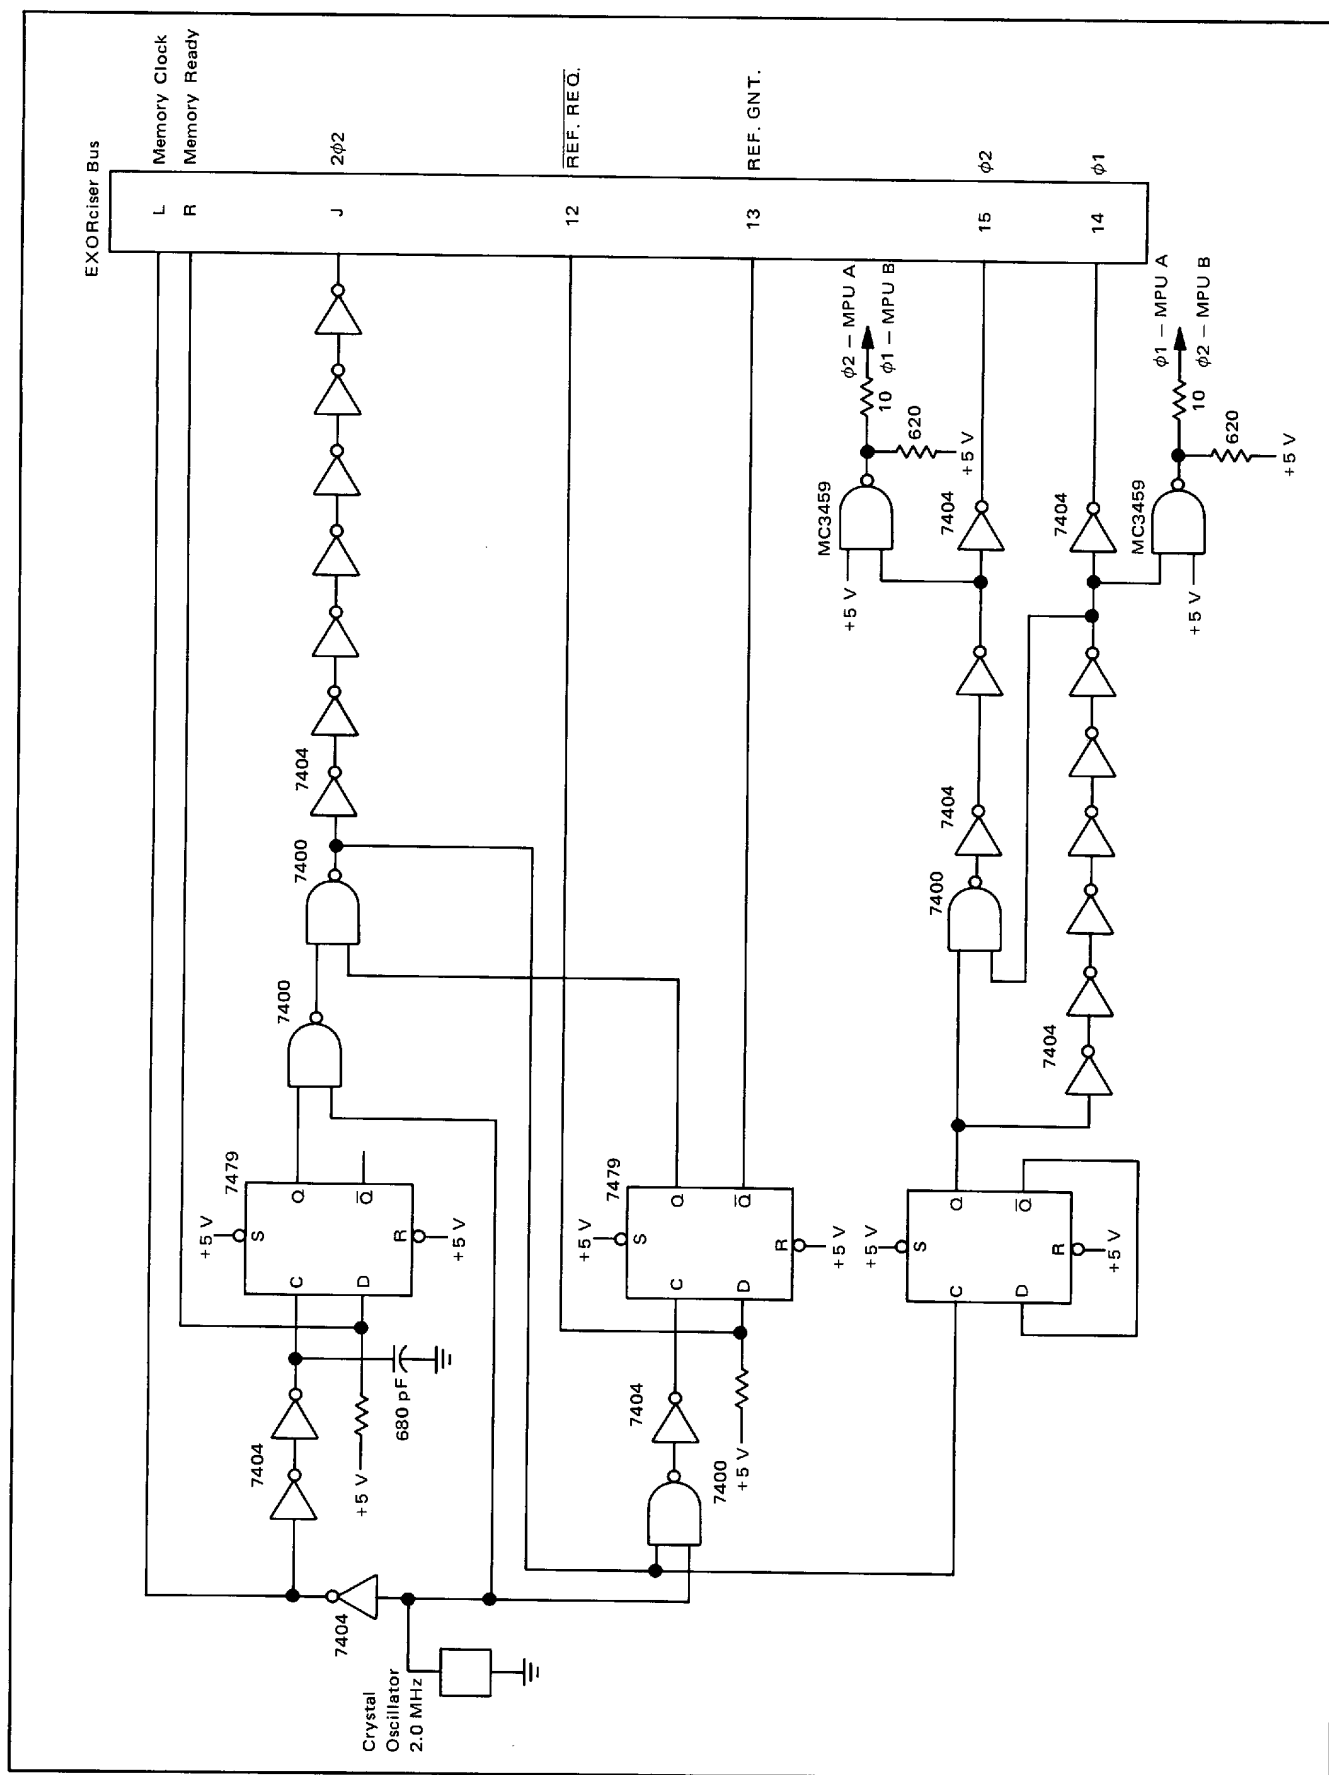 EXORciser Bus
L
Memory Clock
R
Memory Ready
J
2ϕ2
12
REF. REQ.
13
REF. GNT.
15
ϕ2
14
ϕ1
7404
7400
7400
7479
+5 V
S
C
Q
D
Q
R
+5 V
7404
+5 V
680 pF
7404
Crystal
Oscillator
2.0 MHz
7479
+5 V
S
C
Q
D
Q
R
+5 V
7404
+5 V
7400
ϕ2 – MPU A
ϕ1 – MPU B
10
620
+5 V
MC3459
+5 V
7404
7404
7400
7404
ϕ1 – MPU A
ϕ2 – MPU B
10
620
+5 V
MC3459
+5 V
7404
+5 V
S
C
Q
D
Q
R
+5 V